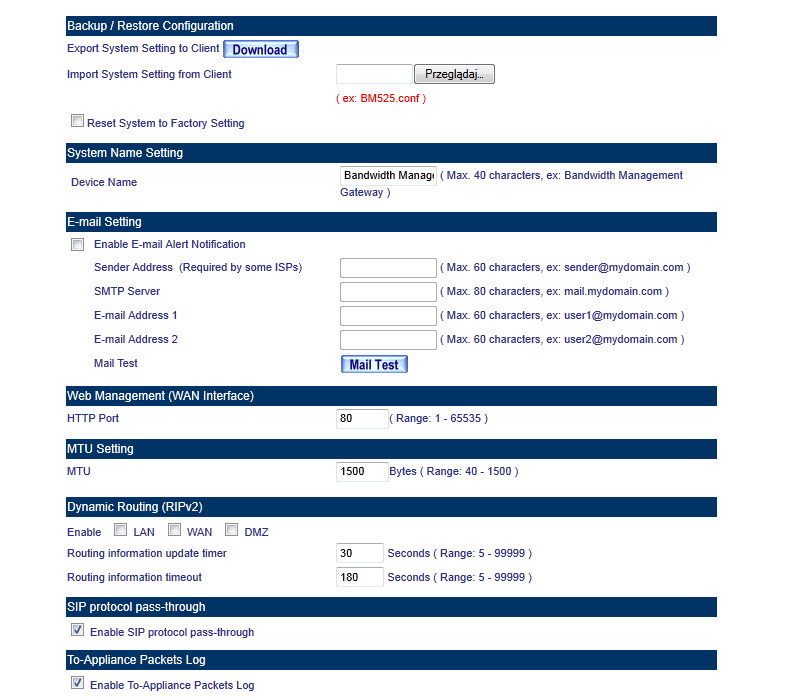 Backup / Restore Configuration
Export System Setting to Client Download
Import System Setting from Client Przeglądaj...
( ex: BM525.conf )
Reset System to Factory Setting
System Name Setting
Device Name Bandwidth Manag ( Max. 40 characters, ex: Bandwidth Management
Gateway )
E-mail Setting
Enable E-mail Alert Notification
Sender Address (Required by some ISPs) ( Max. 60 characters, ex: sender@mydomain.com )
SMTP Server ( Max. 80 characters, ex: mail.mydomain.com )
E-mail Address 1 ( Max. 60 characters, ex: user1@mydomain.com )
E-mail Address 2 ( Max. 60 characters, ex: user2@mydomain.com )
Mail Test Mail Test
Web Management (WAN Interface)
HTTP Port 80 ( Range: 1 - 65535 )
MTU Setting
MTU 1500 Bytes ( Range: 40 - 1500 )
Dynamic Routing (RIPv2)
Enable LAN WAN DMZ
Routing information update timer 30 Seconds ( Range: 5 - 99999 )
Routing information timeout 180 Seconds ( Range: 5 - 99999 )
SIP protocol pass-through
Enable SIP protocol pass-through
To-Appliance Packets Log
Enable To-Appliance Packets Log